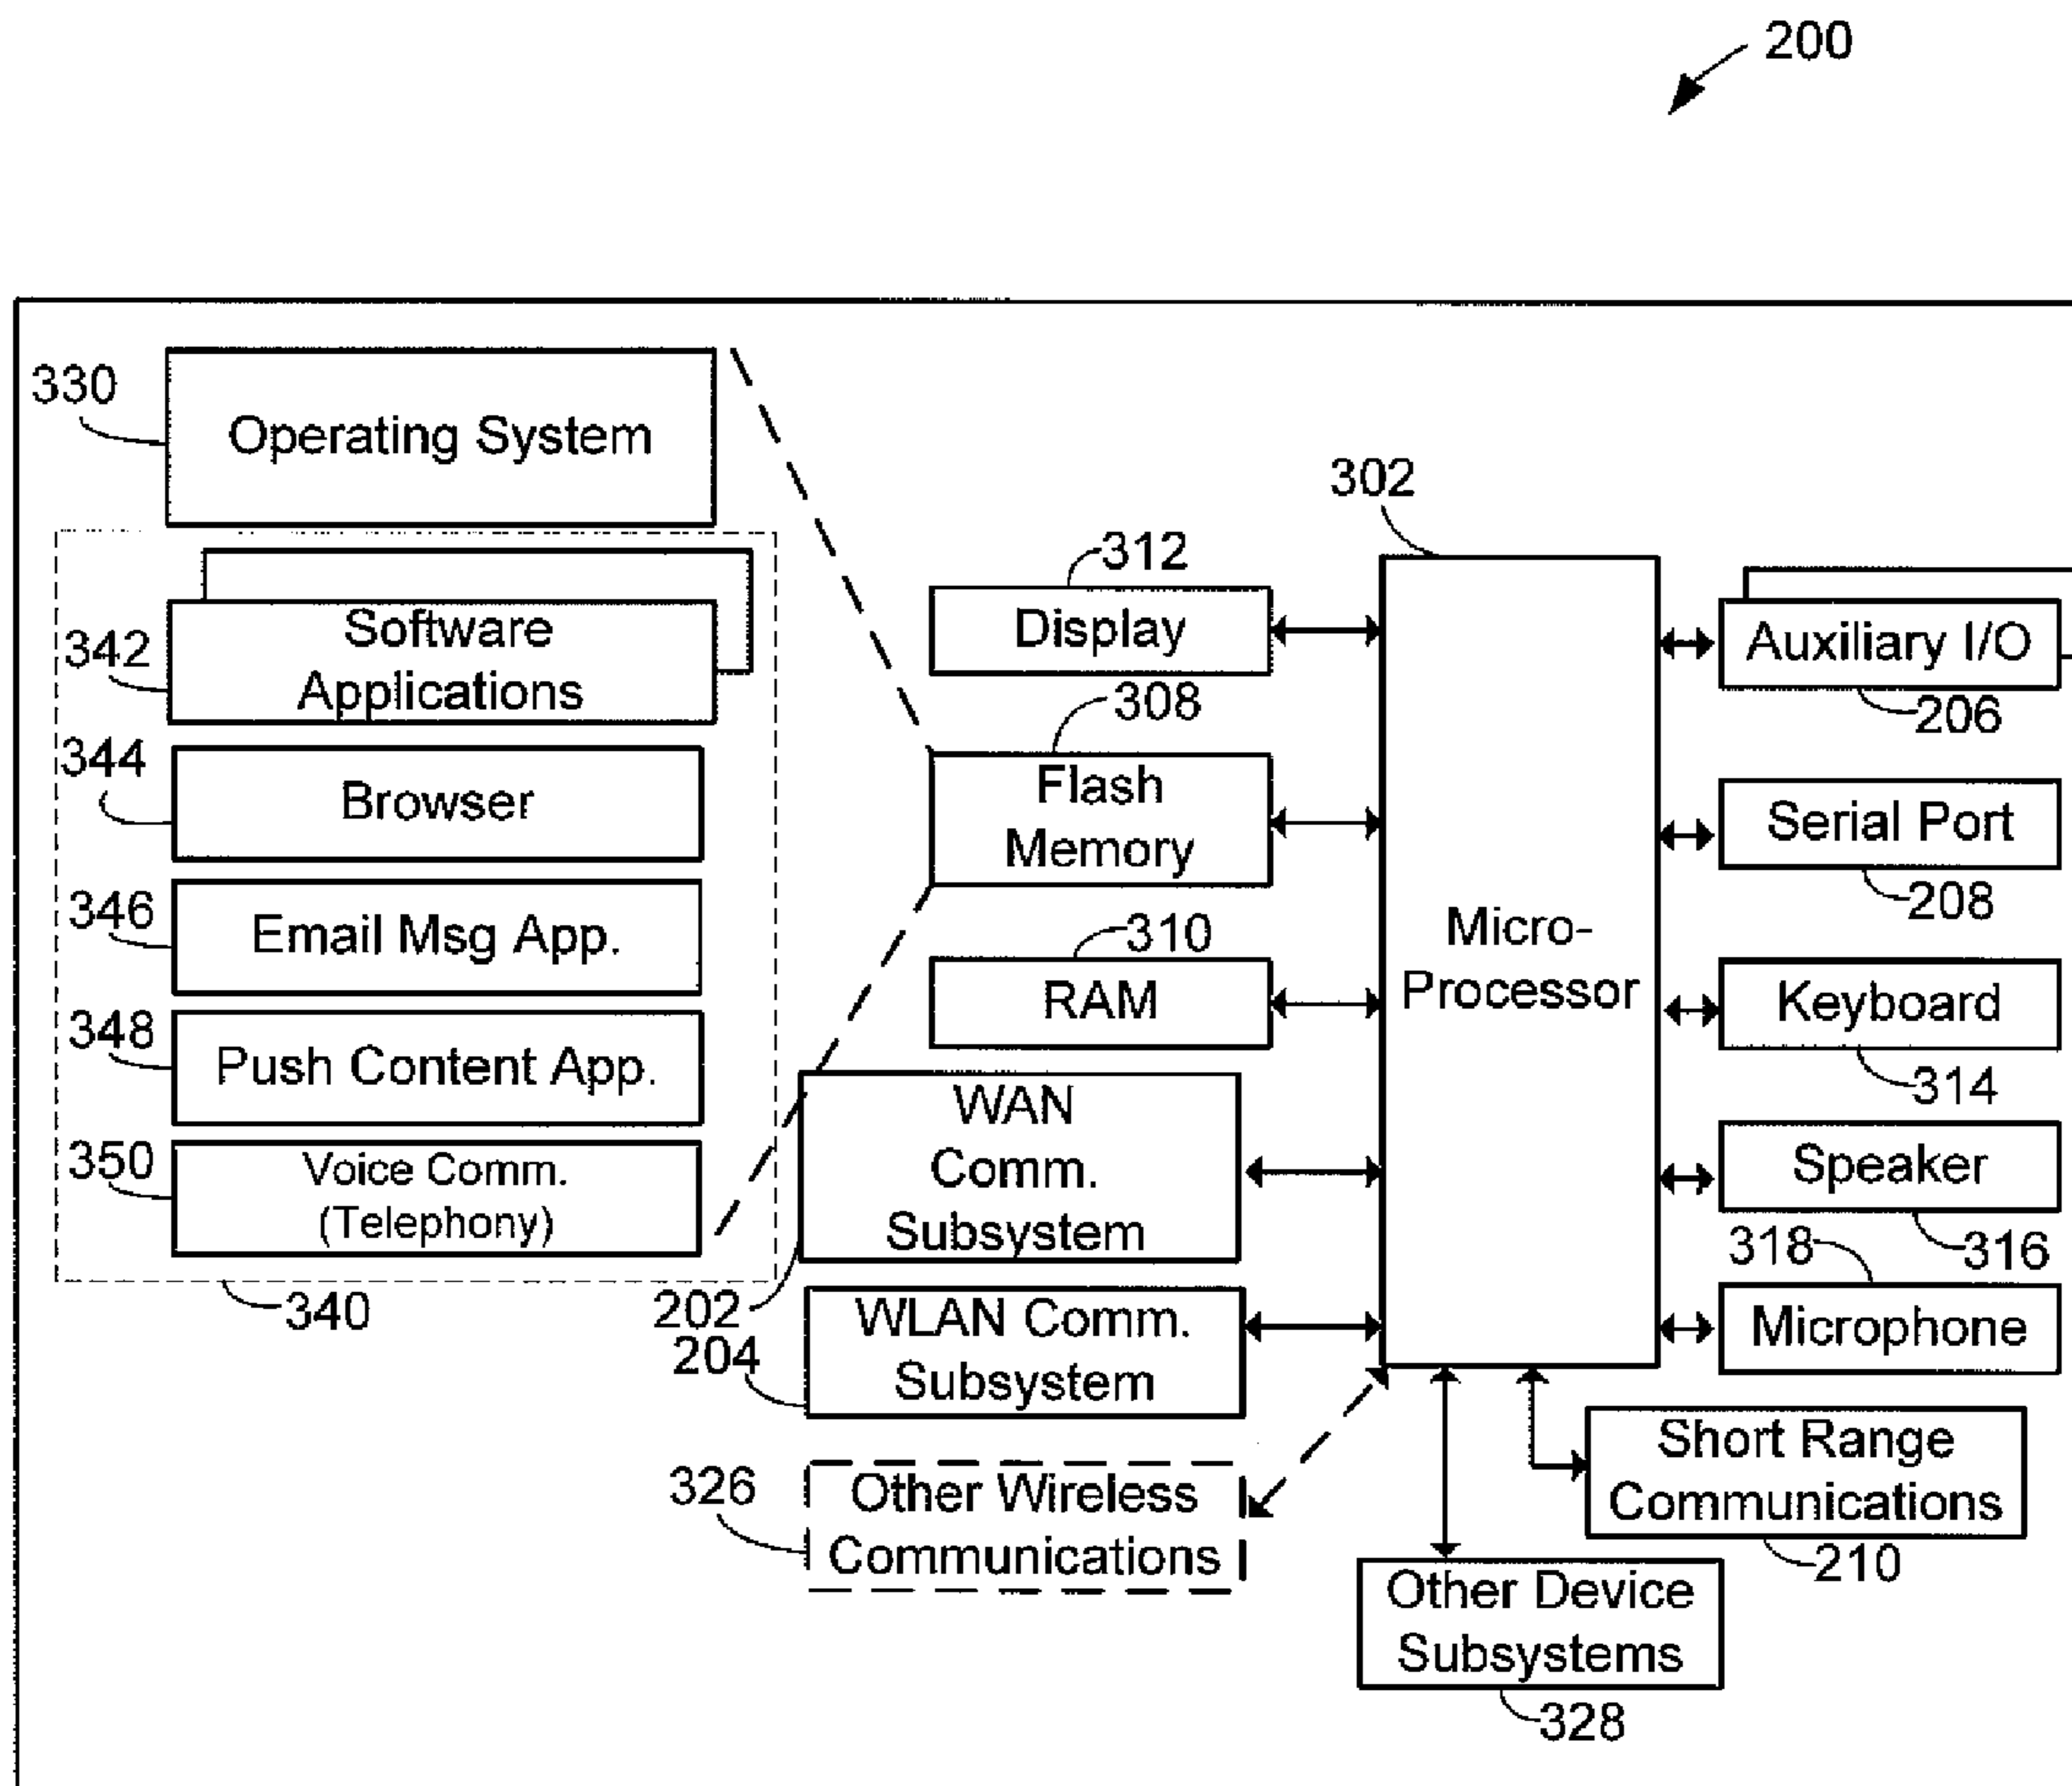 200
330
Operating System
342
Software
Applications
344
Browser
346
Email Msg App.
348
Push Content App.
350
Voice Comm.
(Telephony)
340
312
Display
308
Flash
Memory
310
RAM
WAN
Comm.
Subsystem
202
204
WLAN Comm.
Subsystem
326
Other Wireless
Communications
302
Micro-
Processor
Auxiliary I/O
206
Serial Port
208
Keyboard
314
Speaker
316
318
Microphone
Short Range
Communications
210
Other Device
Subsystems
328